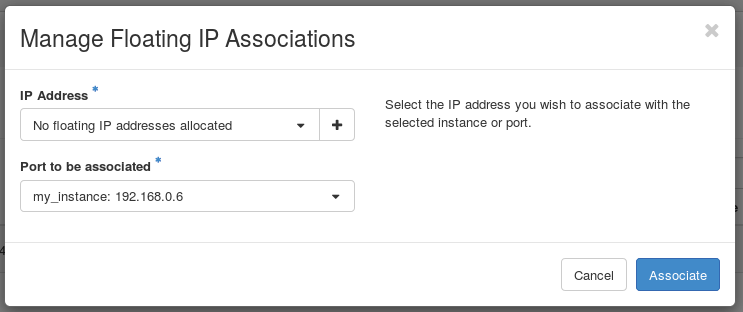 Manage Floating IP Associations
IP Address *
No floating IP addresses allocated
Port to be associated *
my_instance: 192.168.0.6
Select the IP address you wish to associate with the
selected instance or port.
Cancel
Associate